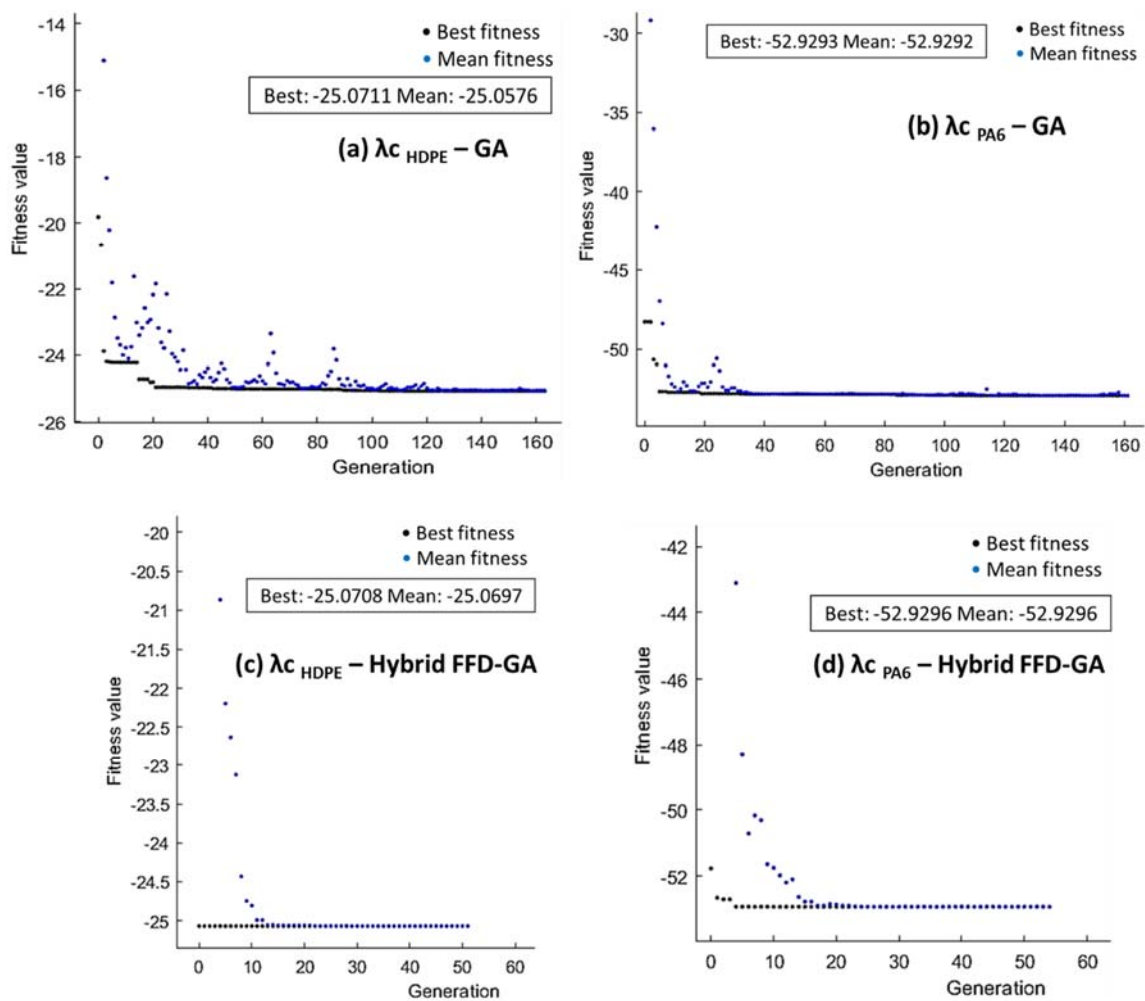 -14
-16
-18
-20
-22
-24
-26
Fitness value
Best fitness
Mean fitness
Best: -25.0711 Mean: -25.0576
(a) λc HDPE – GA
0 20 40 60 80 100 120 140 160
Generation
-30
-35
-40
-45
-50
Fitness value
Best: -52.9293 Mean: -52.9292
Best fitness
Mean fitness
(b) λc PA6 – GA
0 20 40 60 80 100 120 140 160
Generation
-20
-20.5
-21
-21.5
-22
-22.5
-23
-23.5
-24
-24.5
-25
Fitness value
Best fitness
Mean fitness
Best: -25.0708 Mean: -25.0697
(c) λc HDPE – Hybrid FFD-GA
0 10 20 30 40 50 60
Generation
-42
-44
-46
-48
-50
-52
Fitness value
Best fitness
Mean fitness
Best: -52.9296 Mean: -52.9296
(d) λc PA6 – Hybrid FFD-GA
0 10 20 30 40 50 60
Generation